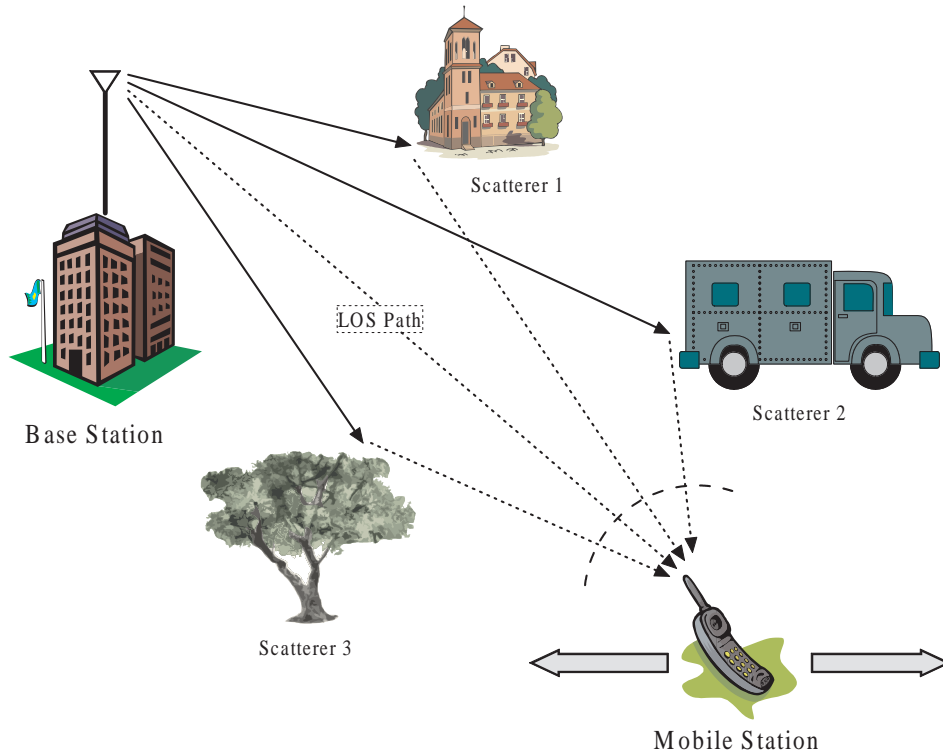 Scatterer 1
LOS Path
Scatterer 2
Base Station
Scatterer 3
Mobile Station